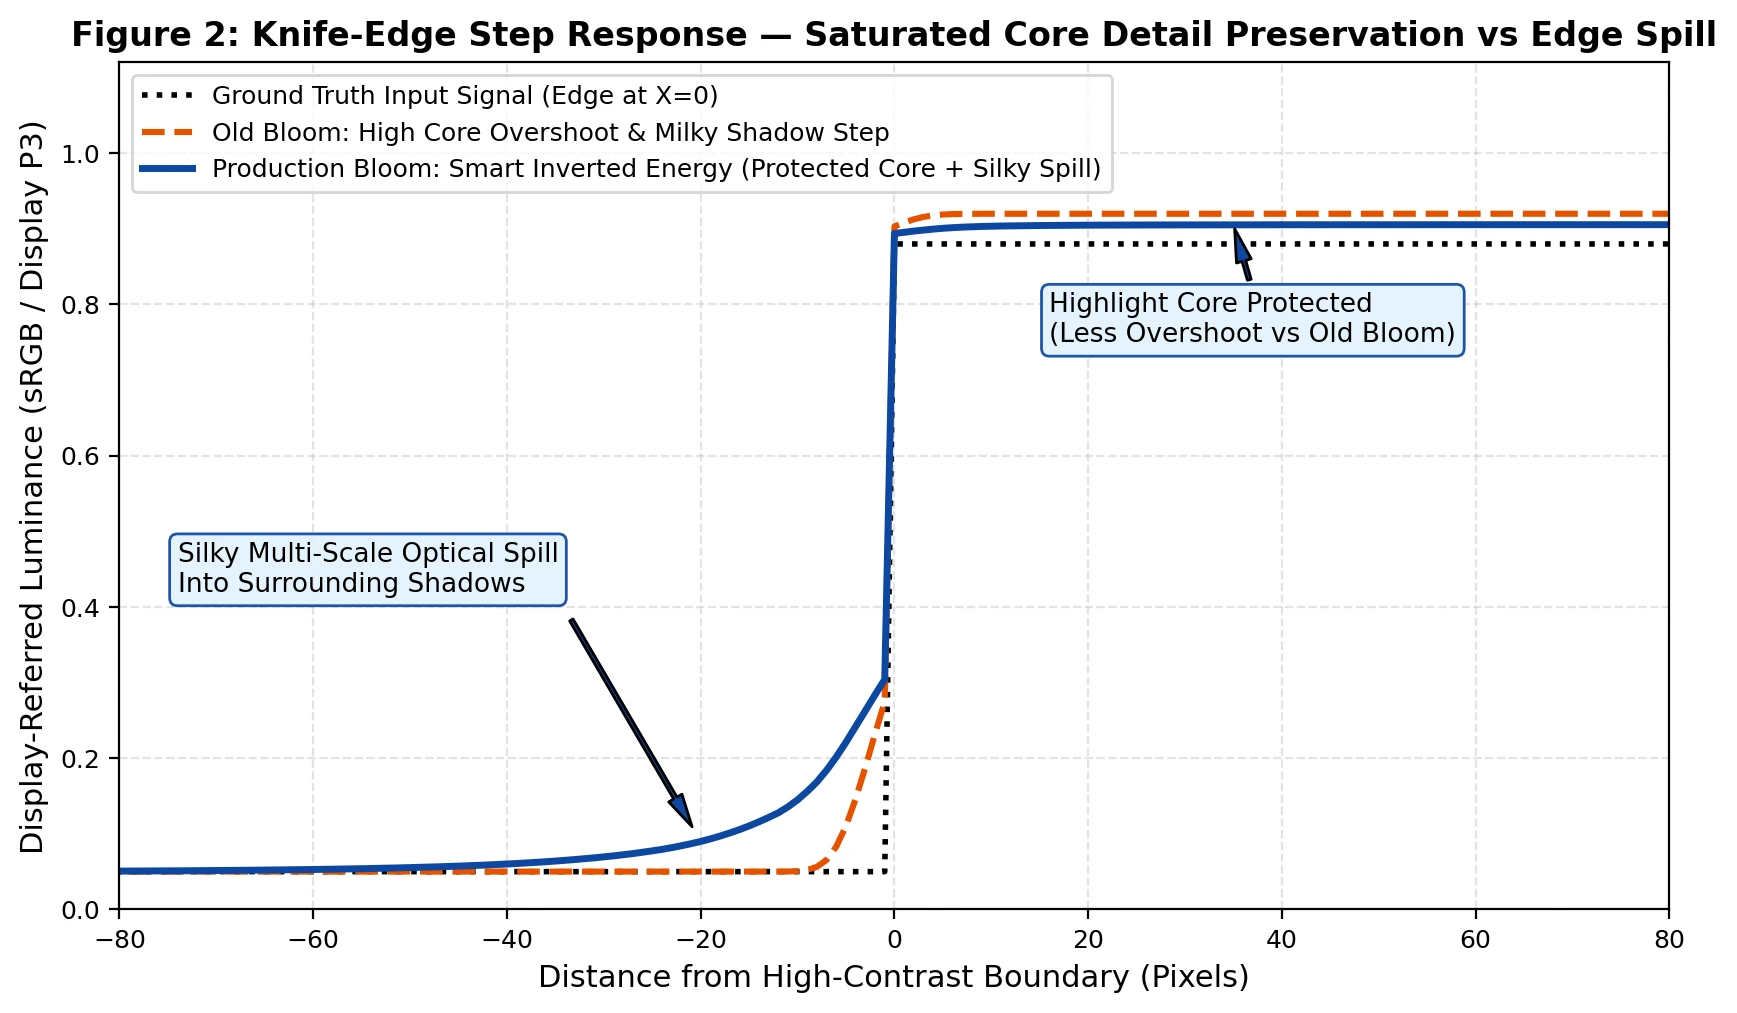 Figure 2: Knife-Edge Step Response — Saturated Core Detail Preservation vs Edge Spill
Ground Truth Input Signal (Edge at X=0)
Old Bloom: High Core Overshoot & Milky Shadow Step
Production Bloom: Smart Inverted Energy (Protected Core + Silky Spill)
Display-Referred Luminance (sRGB / Display P3)
1.0
0.8
0.6
0.4
0.2
0.0
Highlight Core Protected
(Less Overshoot vs Old Bloom)
Silky Multi-Scale Optical Spill
Into Surrounding Shadows
−80 −60 −40 −20 0 20 40 60 80
Distance from High-Contrast Boundary (Pixels)